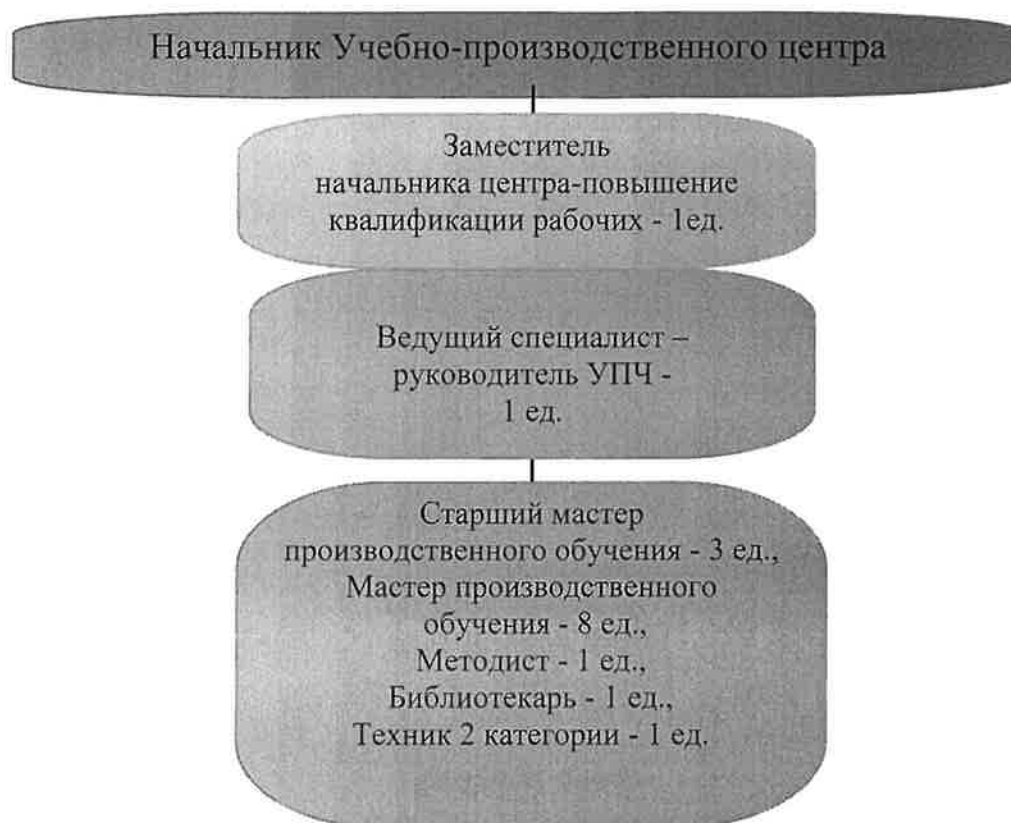 Начальник Учебно-производственного центра
Заместитель
начальника центра-повышение
квалификации рабочих - 1ед.
Ведущий специалист –
руководитель УПЧ -
1 ед.
Старший мастер
производственного обучения - 3 ед.,
Мастер производственного
обучения - 8 ед.,
Методист - 1 ед.,
Библиотекарь - 1 ед.,
Техник 2 категории - 1 ед.